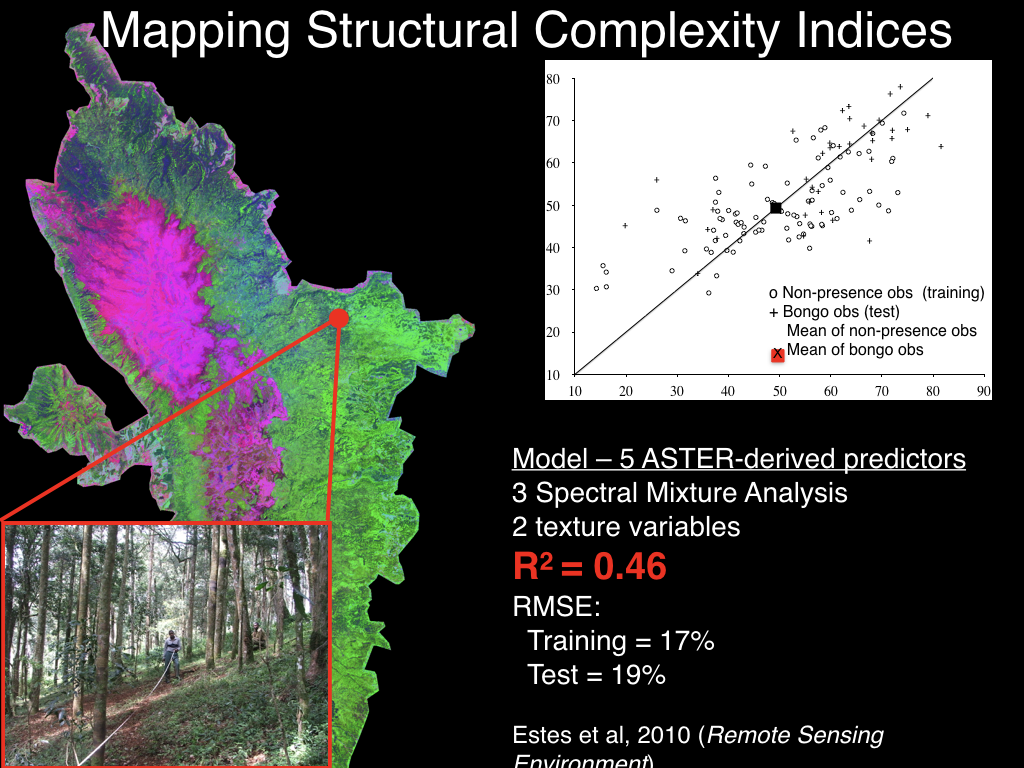 Mapping Structural Complexity Indices
80
70
60
50
40
30
20
10
10 20 30 40 50 60 70 80 90
o Non-presence obs (training)
+ Bongo obs (test)
Mean of non-presence obs
x Mean of bongo obs
Model – 5 ASTER-derived predictors
3 Spectral Mixture Analysis
2 texture variables
R² = 0.46
RMSE:
Training = 17%
Test = 19%
Estes et al, 2010 (Remote Sensing
Environment)